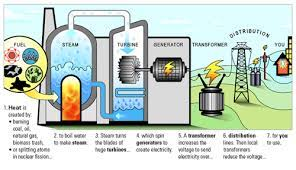 DISTRIBUTION
FUEL
STEAM
TURBINE
GENERATOR
TRANSFORMER
YOU
1. Heat is
created by:
• burning
coal, oil,
natural gas,
biomass trash,
• or splitting atoms
in nuclear fission...
2. to boil water
to make steam.
3. Steam turns
the blades of
huge turbines...
4. which spin
generators to
create electricity.
5. A transformer
increases the
voltage to send
electricity over...
6. distribution
lines. Then local
transformers
reduce the voltage...
7. for you
to use.